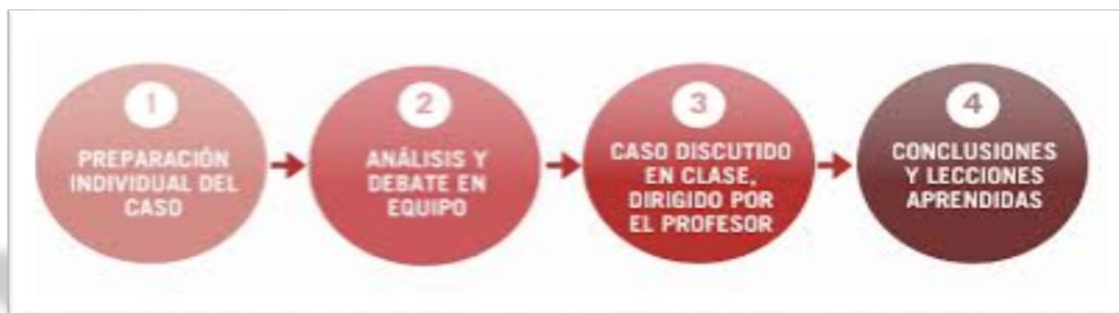 1
PREPARACIÓN
INDIVIDUAL DEL
CASO
2
ANÁLISIS Y
DEBATE EN
EQUIPO
3
CASO DISCUTIDO
EN CLASE,
DIRIGIDO POR
EL PROFESOR
4
CONCLUSIONES
Y LECCIONES
APRENDIDAS